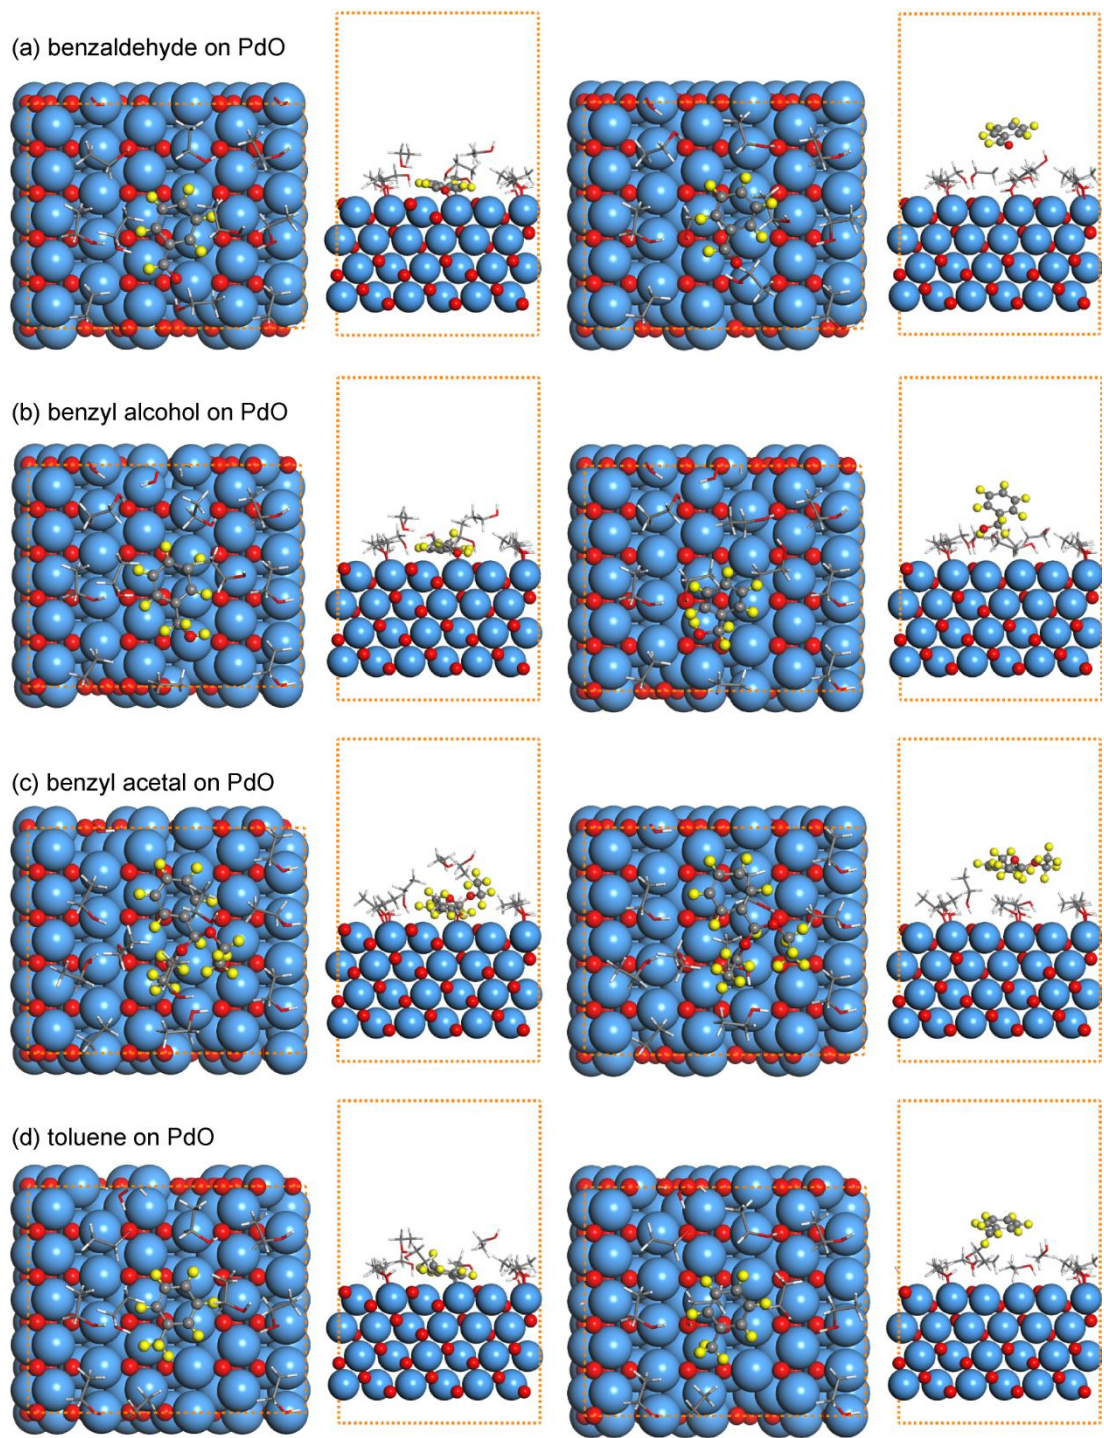 (a) benzaldehyde on PdO
(b) benzyl alcohol on PdO
(c) benzyl acetal on PdO
(d) toluene on PdO